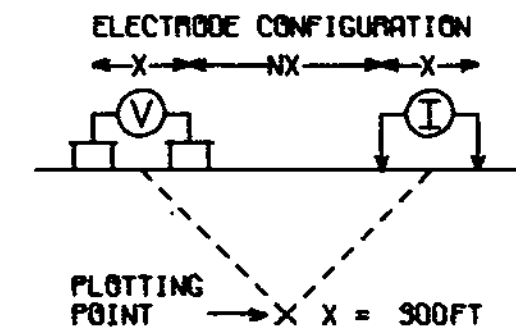 ELECTRODE CONFIGURATION
X NX X
V I
PLOTTING
POINT X X = 300FT